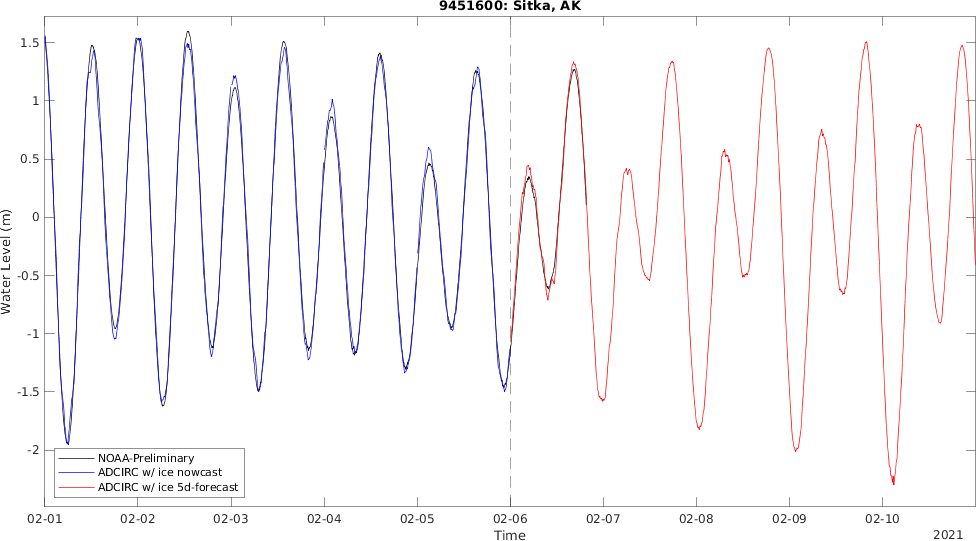 9451600: Sitka, AK
Water Level (m)
1.5
1
0.5
0
-0.5
-1
-1.5
-2
NOAA-Preliminary
ADCIRC w/ ice nowcast
ADCIRC w/ ice 5d-forecast
02-01 02-02 02-03 02-04 02-05 02-06 02-07 02-08 02-09 02-10
Time
2021